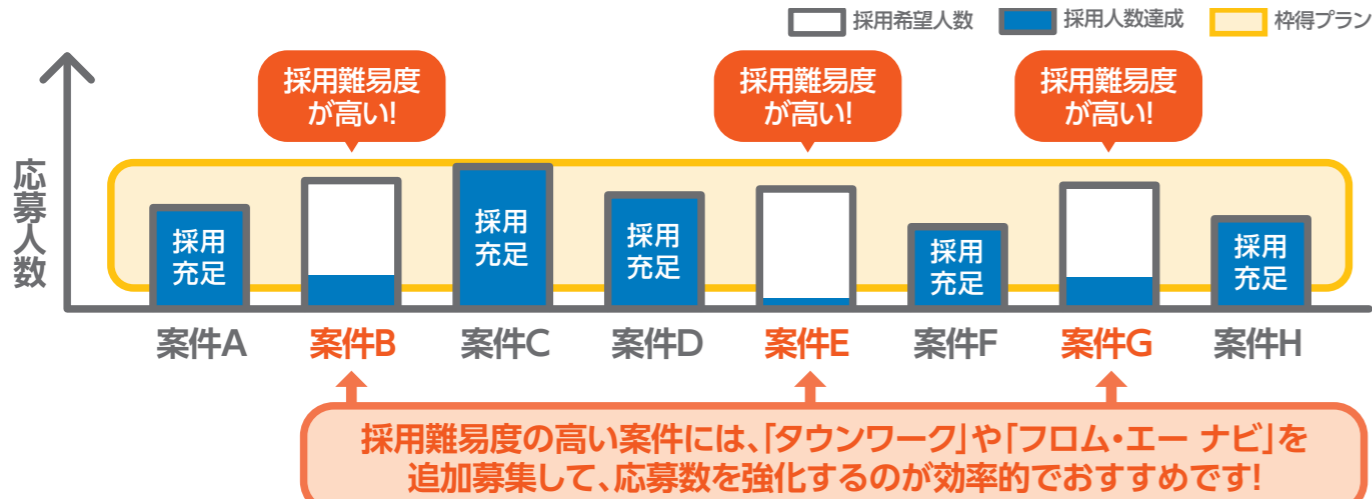 採用希望人数
採用人数達成
枠得プラン
採用難易度
が高い!
採用難易度
が高い!
採用難易度
が高い!
応募人数
採用
充足
採用
充足
採用
充足
採用
充足
採用
充足
案件A
案件B
案件C
案件D
案件E
案件F
案件G
案件H
採用難易度の高い案件には、「タウンワーク」や「フロム・エー ナビ」を
追加募集して、応募数を強化するのが効率的でおすすめです!